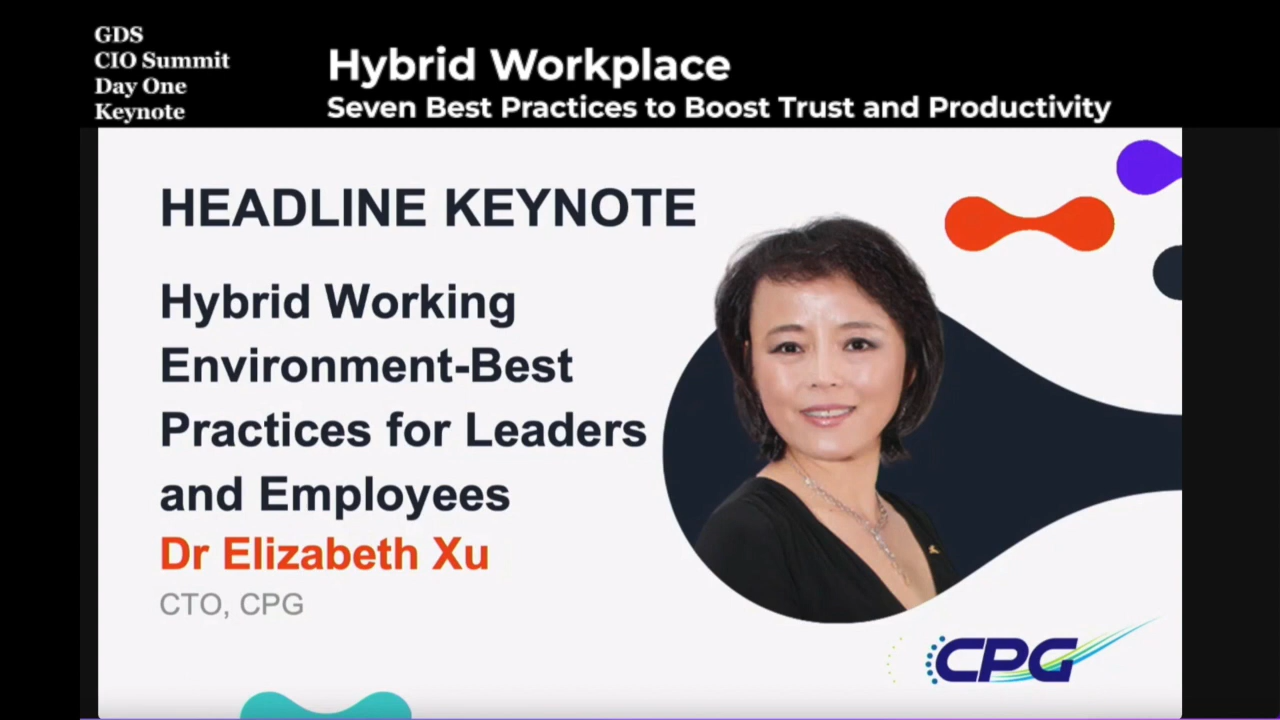 GDS
CIO Summit
Day One
Keynote
Hybrid Workplace
Seven Best Practices to Boost Trust and Productivity
HEADLINE KEYNOTE
Hybrid Working
Environment-Best
Practices for Leaders
and Employees
Dr Elizabeth Xu
CTO, CPG
CPG